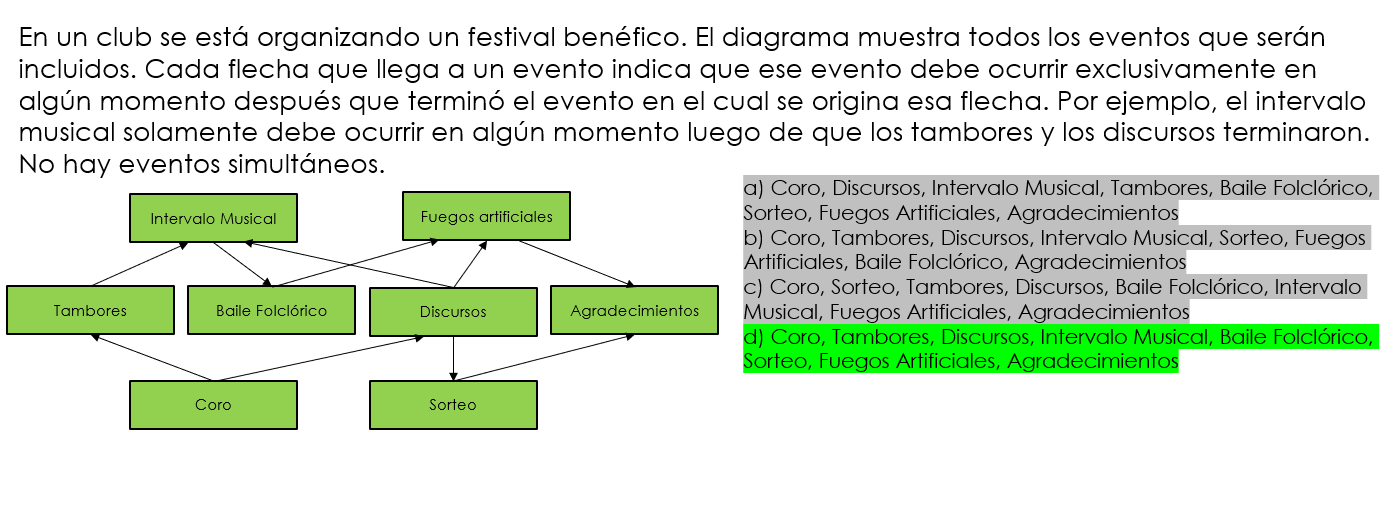 En un club se está organizando un festival benéfico. El diagrama muestra todos los eventos que serán
incluidos. Cada flecha que llega a un evento indica que ese evento debe ocurrir exclusivamente en
algún momento después que terminó el evento en el cual se origina esa flecha. Por ejemplo, el intervalo
musical solamente debe ocurrir en algún momento luego de que los tambores y los discursos terminaron.
No hay eventos simultáneos.
Intervalo Musical
Fuegos artificiales
Tambores
Baile Folclórico
Discursos
Agradecimientos
Coro
Sorteo
a) Coro, Discursos, Intervalo Musical, Tambores, Baile Folclórico,
Sorteo, Fuegos Artificiales, Agradecimientos
b) Coro, Tambores, Discursos, Intervalo Musical, Sorteo, Fuegos
Artificiales, Baile Folclórico, Agradecimientos
c) Coro, Sorteo, Tambores, Discursos, Baile Folclórico, Intervalo
Musical, Fuegos Artificiales, Agradecimientos
d) Coro, Tambores, Discursos, Intervalo Musical, Baile Folclórico,
Sorteo, Fuegos Artificiales, Agradecimientos